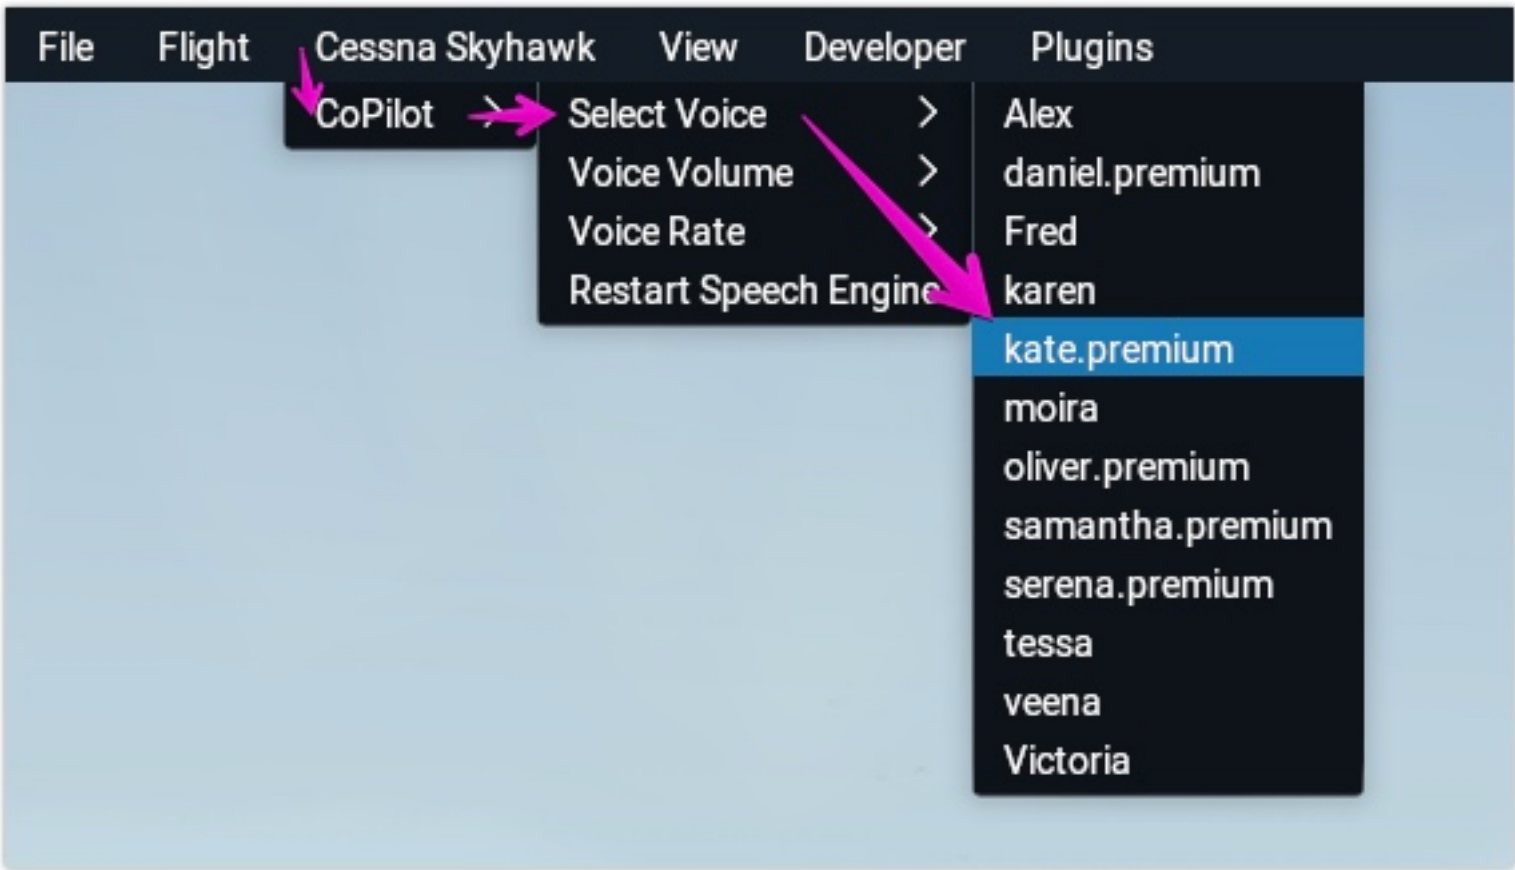 File Flight Cessna Skyhawk View Developer Plugins
CoPilot
Select Voice
Voice Volume
Voice Rate
Restart Speech Engine
Alex
daniel.premium
Fred
karen
kate.premium
moira
oliver.premium
samantha.premium
serena.premium
tessa
veena
Victoria